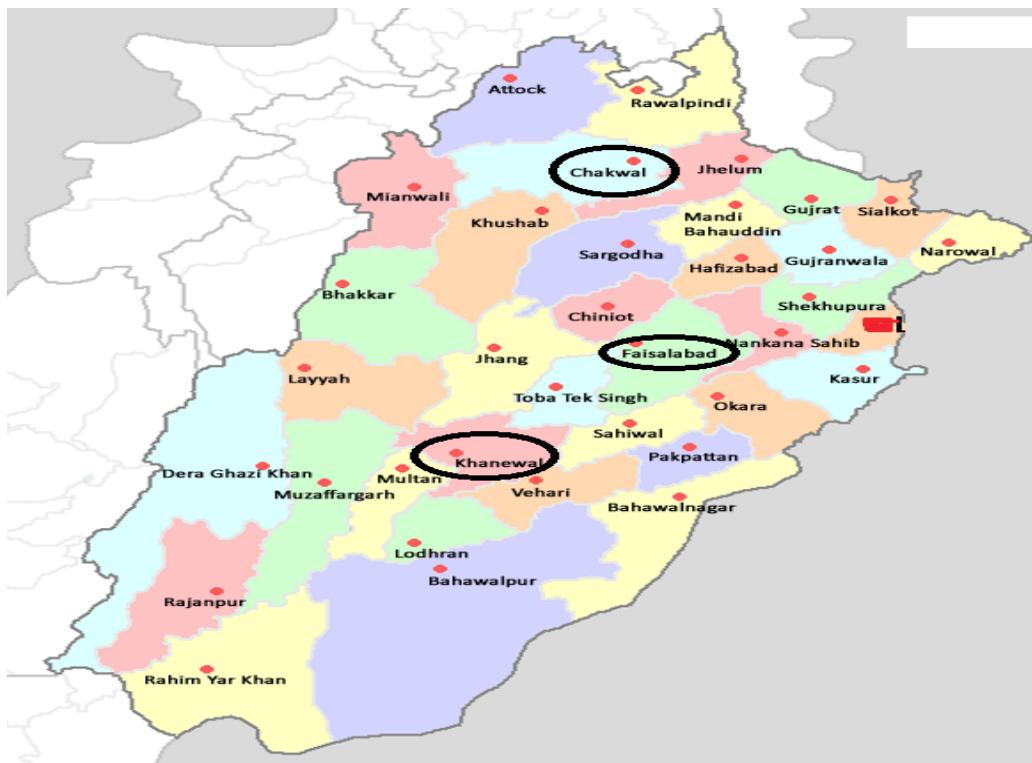 Attock
Rawalpindi
Chakwal
Jhelum
Mianwali
Gujrat
Sialkot
Khushab
Mandi
Bahauddin
Narowal
Sargodha
Hafizabad
Gujranwala
Bhakkar
Shekhupura
Chiniot
Nankana Sahib
Faisalabad
Jhang
Layyah
Kasur
Toba Tek Singh
Okara
Sahiwal
Pakpattan
Khanewal
Dera Ghazi Khan
Multan
Muzaffargarh
Vehari
Bahawalnagar
Lodhran
Bahawalpur
Rajanpur
Rahim Yar Khan